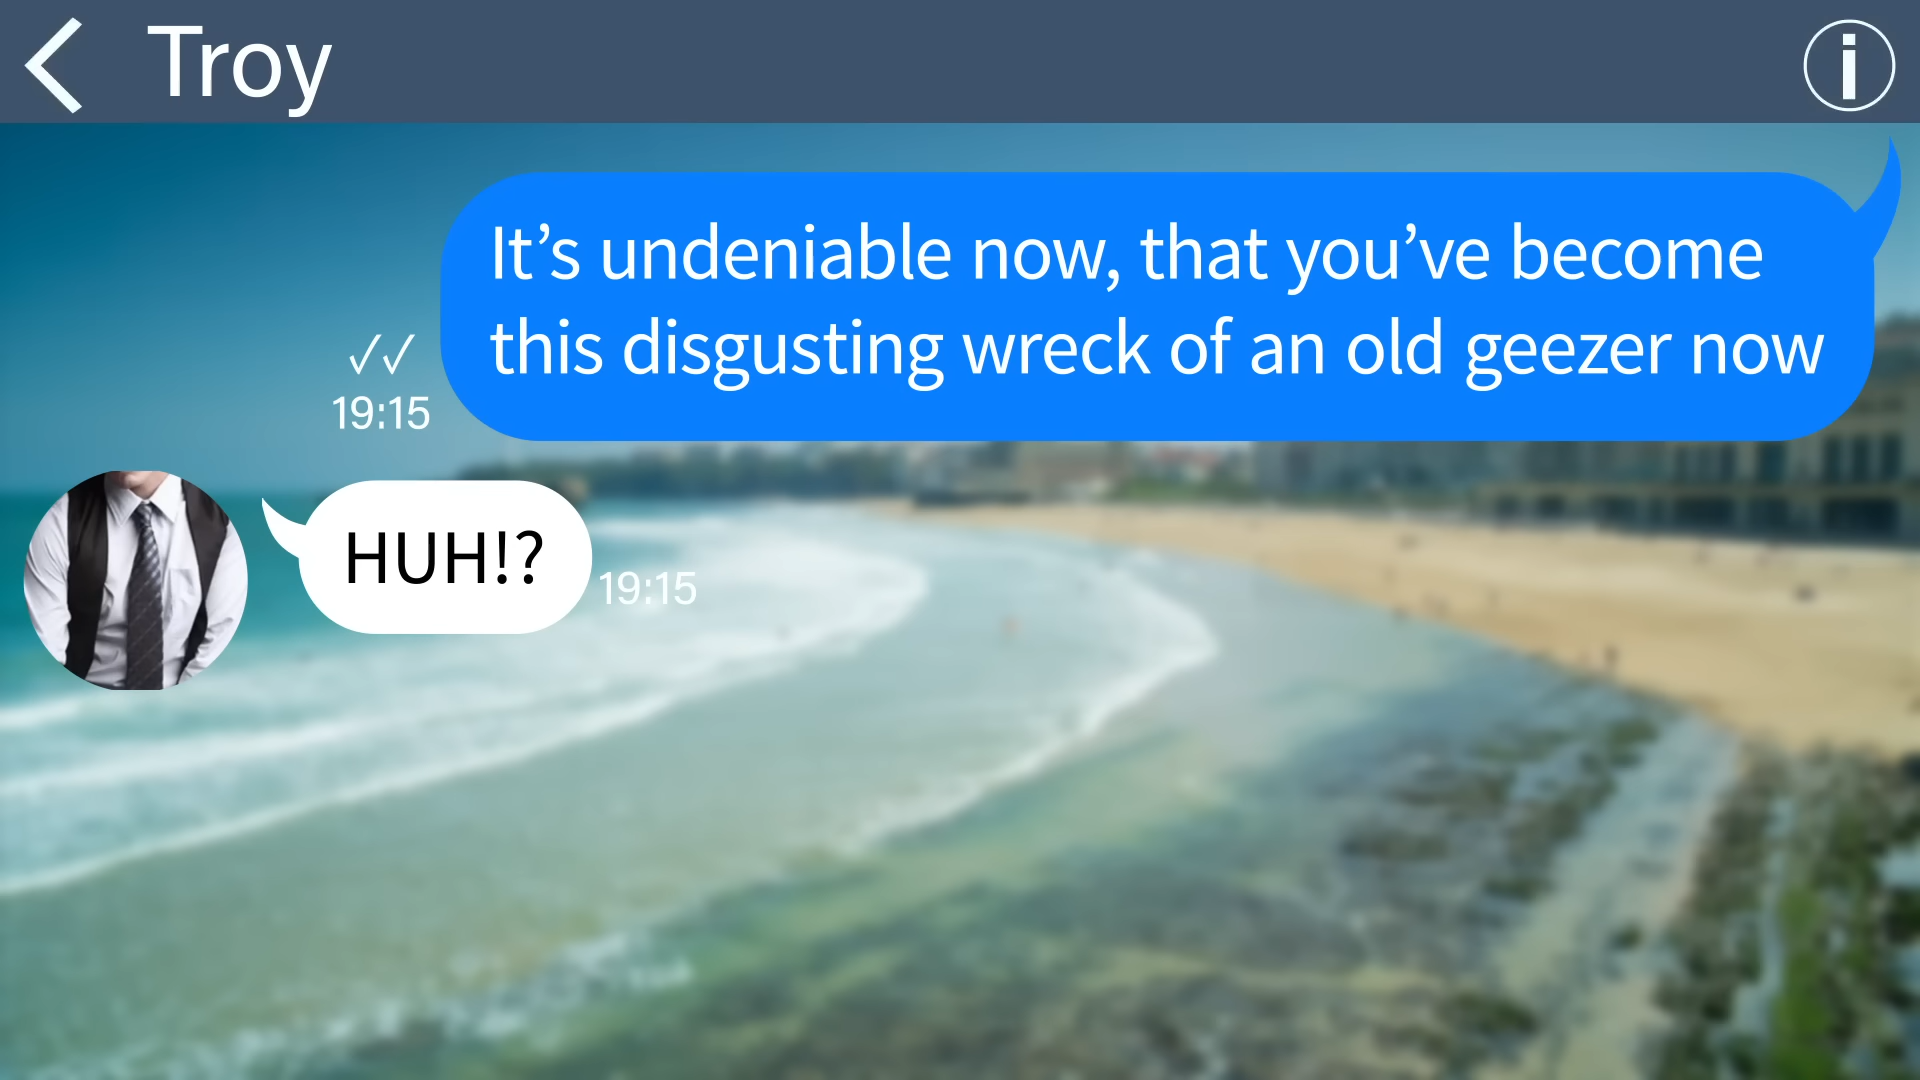 Troy
It’s undeniable now, that you’ve become
this disgusting wreck of an old geezer now
✓✓
19:15
HUH!?
19:15